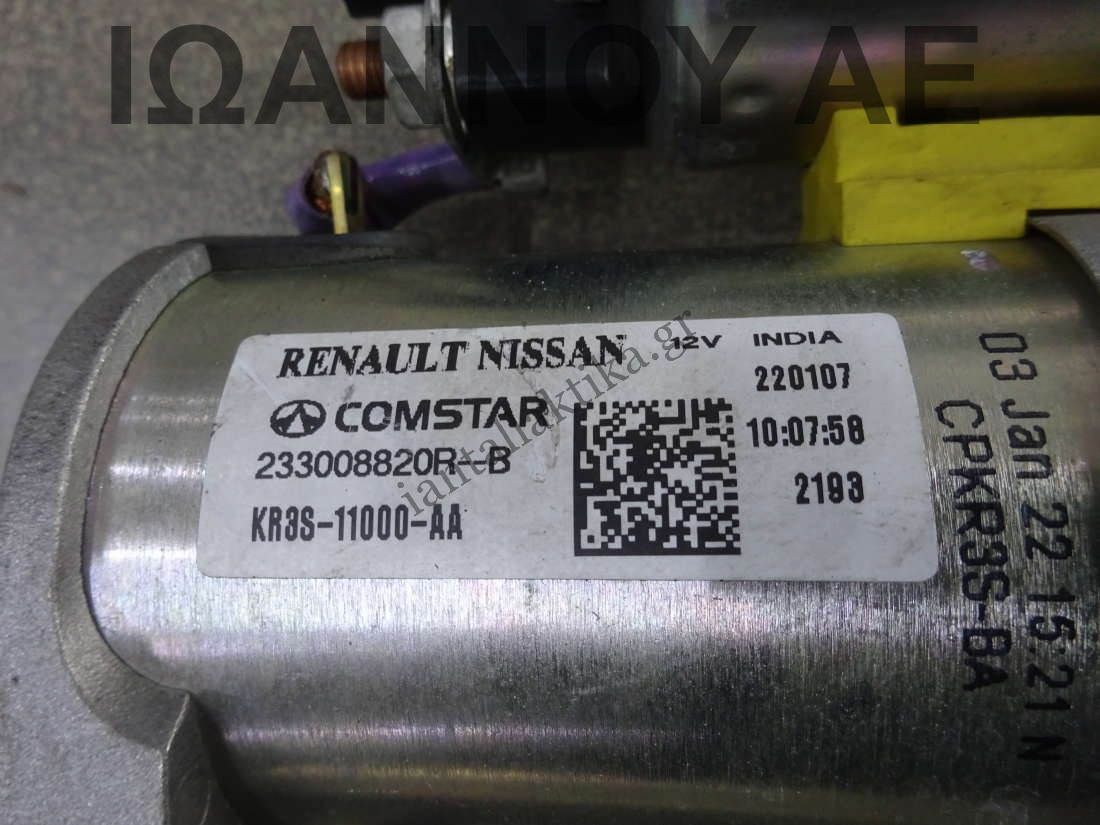 ΙΩΑΝΝΟΥ ΑΕ
RENAULT NISSAN 12V INDIA
220107
COMSTAR
10:07:58
233008820R-B
2193
KR3S-11000-AA
iantallaktika.gr
03 Jan 22 15:21 N
CPKR3S-BA